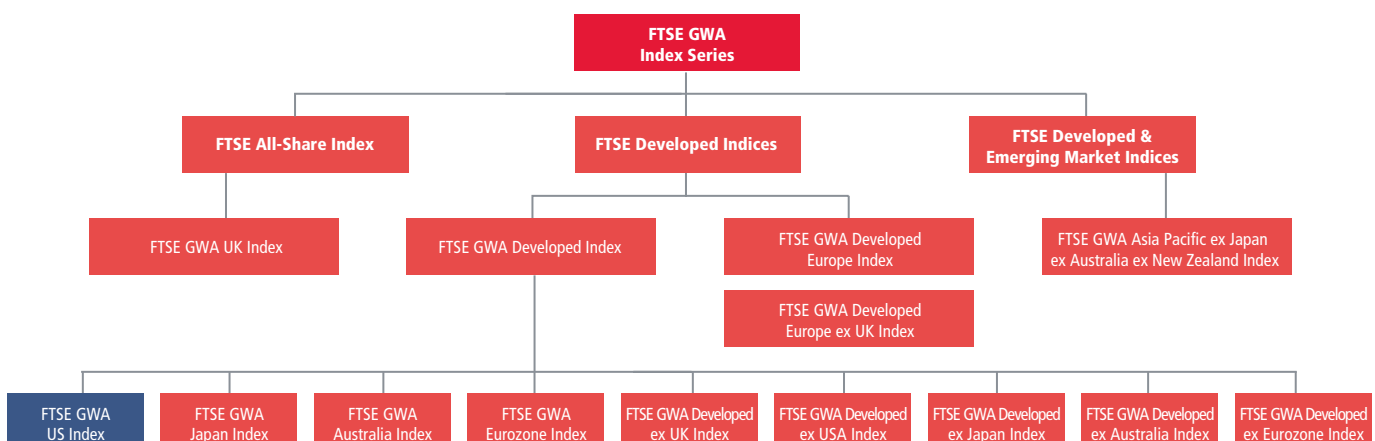 FTSE GWA
Index Series
FTSE All-Share Index
FTSE Developed Indices
FTSE Developed &
Emerging Market Indices
FTSE GWA UK Index
FTSE GWA Developed Index
FTSE GWA Developed
Europe Index
FTSE GWA Asia Pacific ex Japan
ex Australia ex New Zealand Index
FTSE GWA Developed
Europe ex UK Index
FTSE GWA
US Index
FTSE GWA
Japan Index
FTSE GWA
Australia Index
FTSE GWA
Eurozone Index
FTSE GWA Developed
ex UK Index
FTSE GWA Developed
ex USA Index
FTSE GWA Developed
ex Japan Index
FTSE GWA Developed
ex Australia Index
FTSE GWA Developed
ex Eurozone Index